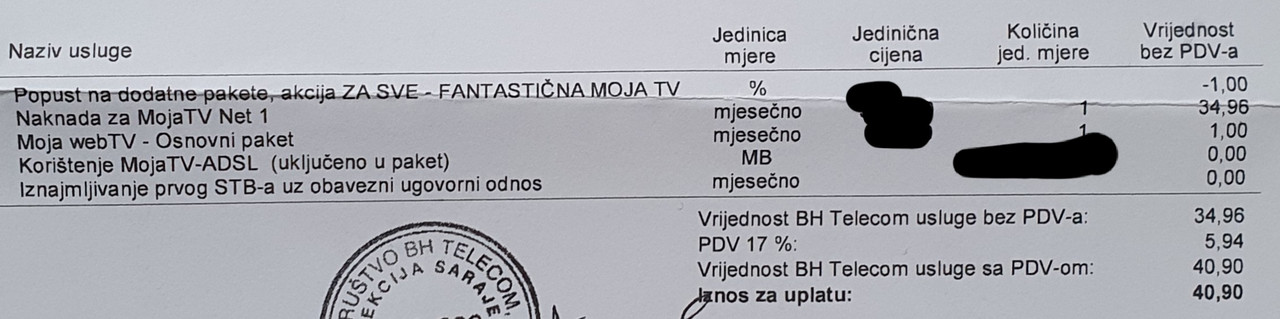 Naziv usluge Jedinica mjere Jedinična cijena Količina jed. mjere Vrijednost bez PDV-a
Popust na dodatne pakete, akcija ZA SVE - FANTASTIČNA MOJA TV % -1,00
Naknada za MojaTV Net 1 mjesečno 1 34,96
Moja webTV - Osnovni paket mjesečno 1 1,00
Korištenje MojaTV-ADSL (uključeno u paket) MB 0,00
Iznajmljivanje prvog STB-a uz obavezni ugovorni odnos mjesečno 0,00
Vrijednost BH Telecom usluge bez PDV-a: 34,96
PDV 17 %: 5,94
Vrijednost BH Telecom usluge sa PDV-om: 40,90
Iznos za uplatu: 40,90
RUŠTVO BH TELECOM,
EKCIJA SARAJE